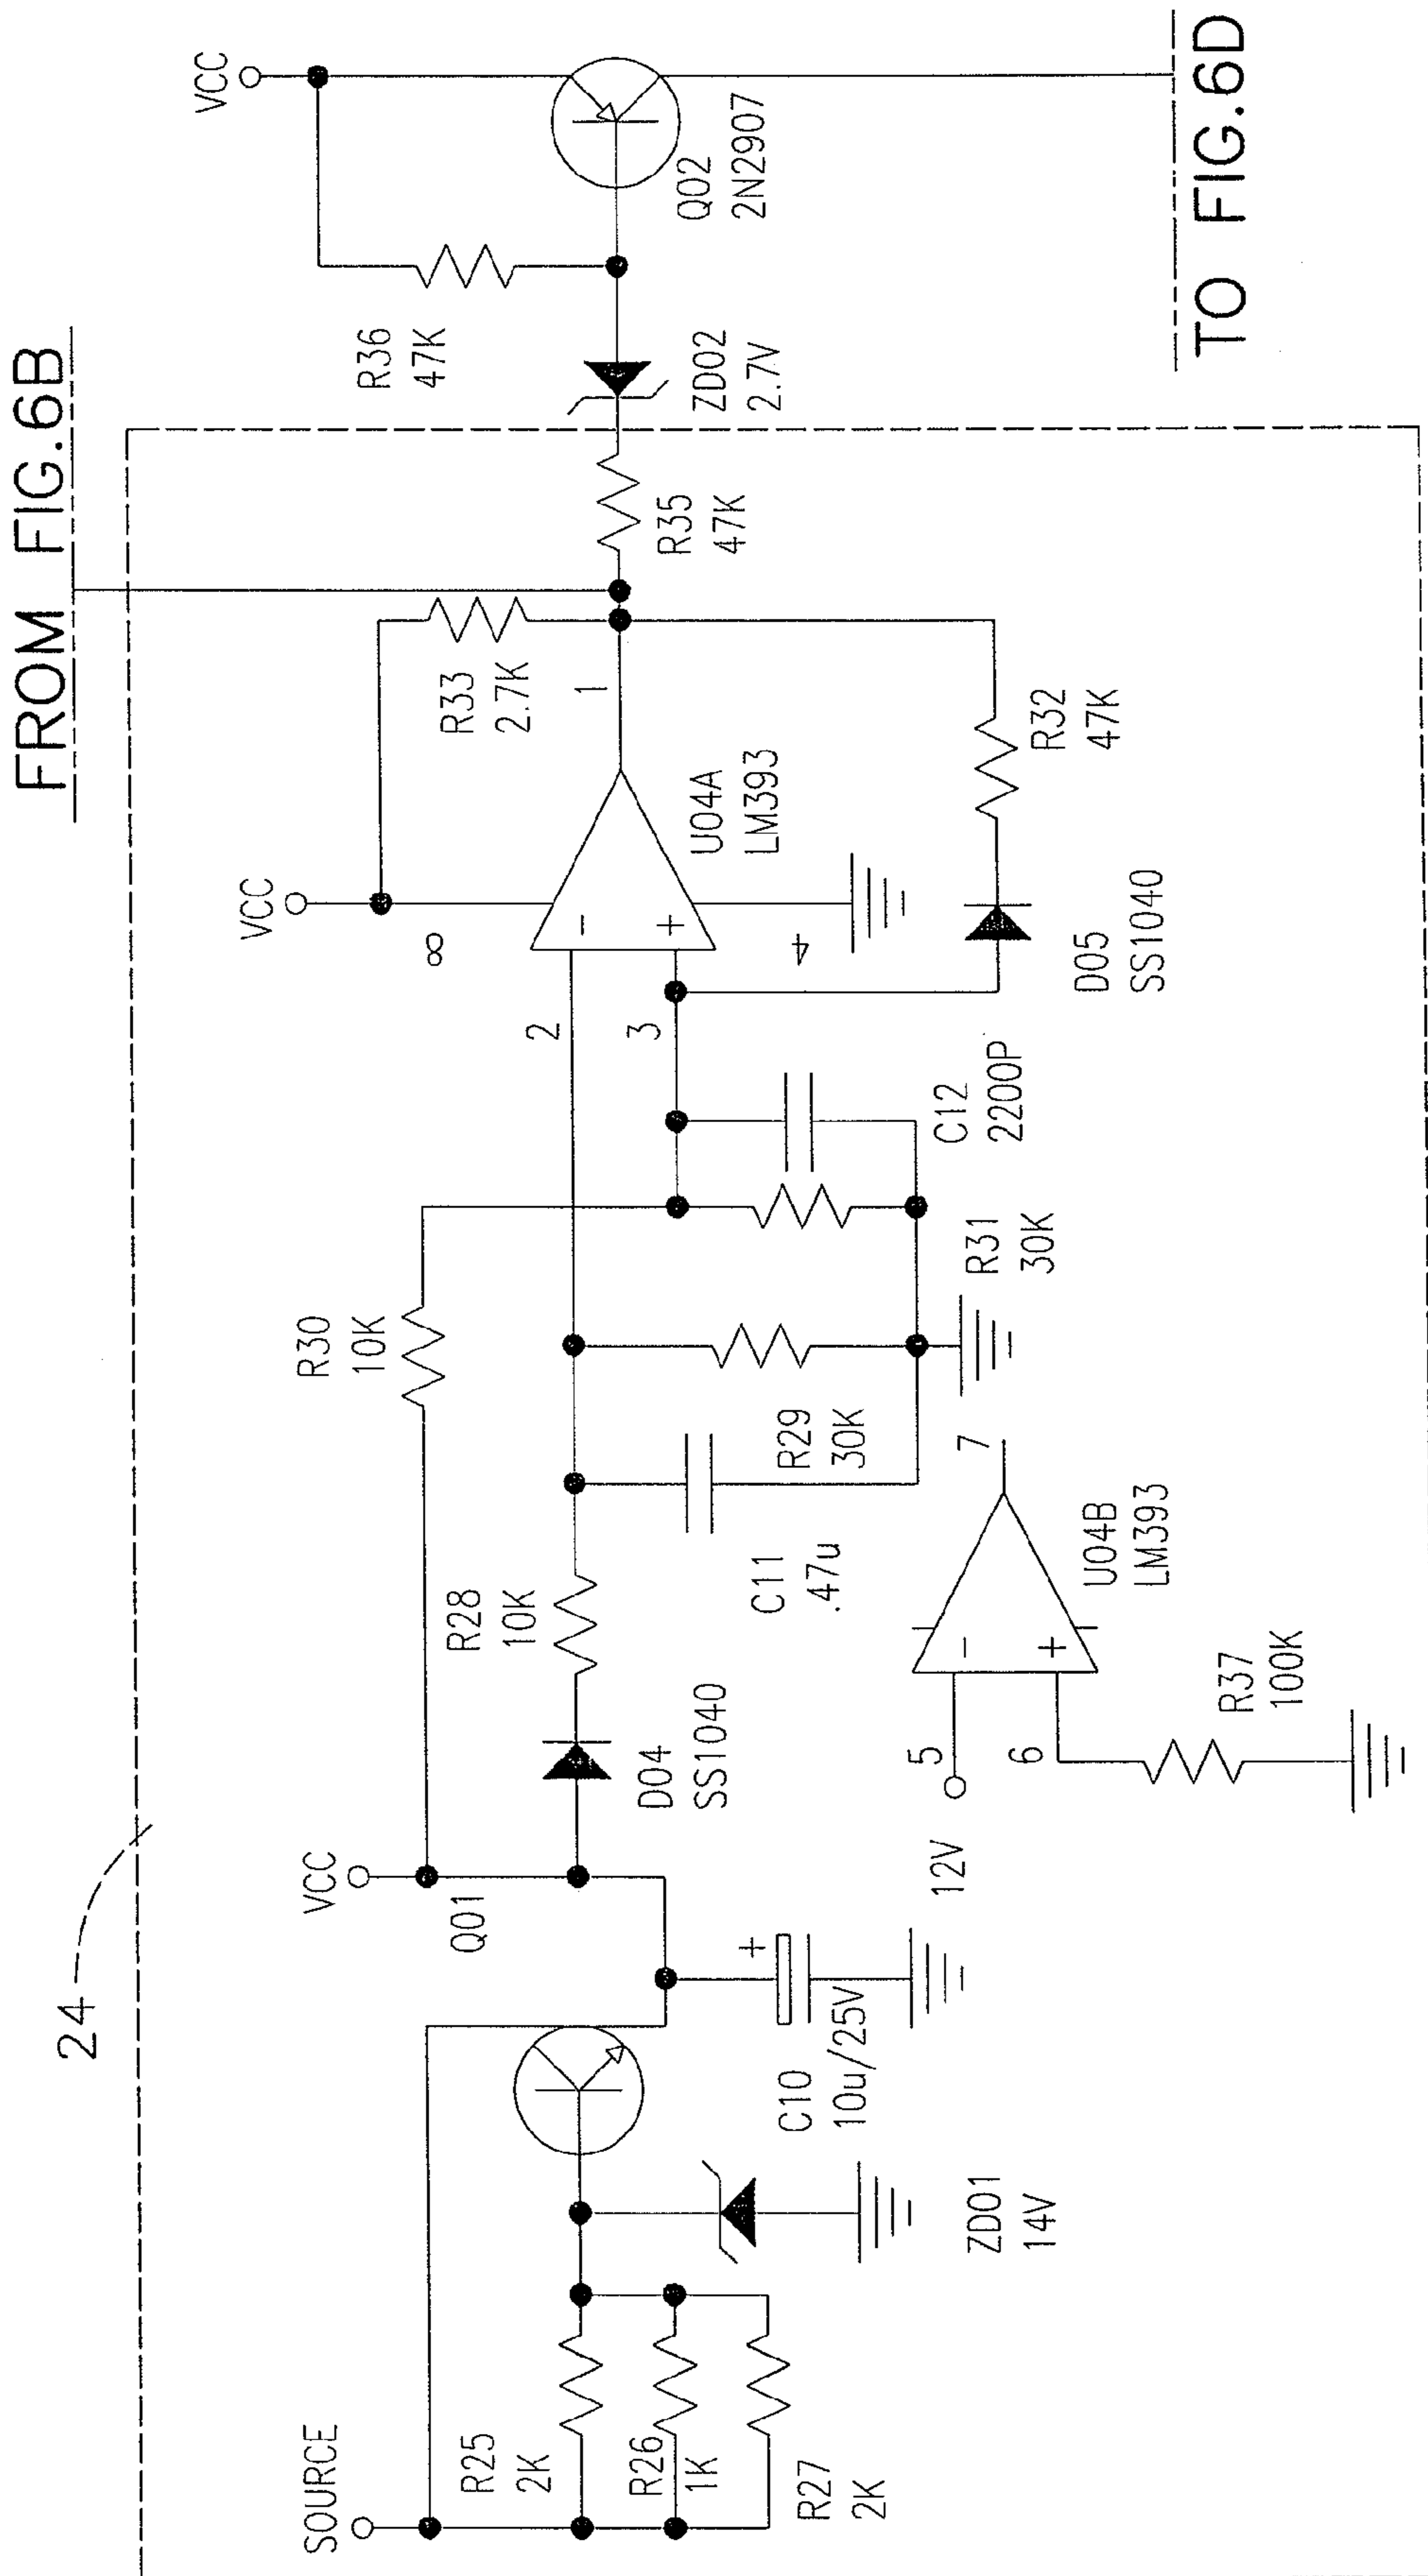 FROM FIG.6B
24
SOURCE
R25
2K
R26
1K
R27
2K
ZD01
14V
Q01
C10
10u/25V
+
VCC
D04
SS1040
R28
10K
R30
10K
C11
.47u
R29
30K
R31
30K
C12
2200P
12V
5
6
-
+
7
U04B
LM393
R37
100K
2
3
-
+
VCC
8
4
1
U04A
LM393
D05
SS1040
R32
47K
R33
2.7K
R35
47K
ZD02
2.7V
R36
47K
VCC
Q02
2N2907
TO FIG.6D